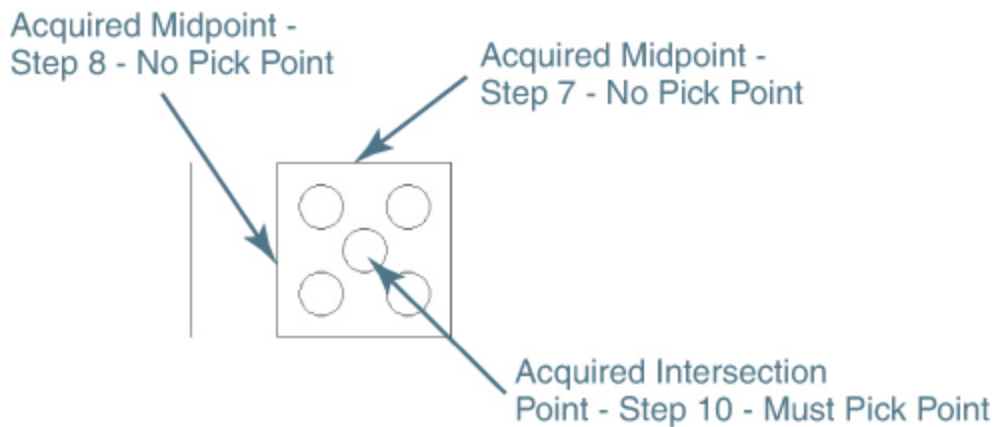 Acquired Midpoint -
Step 8 - No Pick Point
Acquired Midpoint -
Step 7 - No Pick Point
Acquired Intersection
Point - Step 10 - Must Pick Point